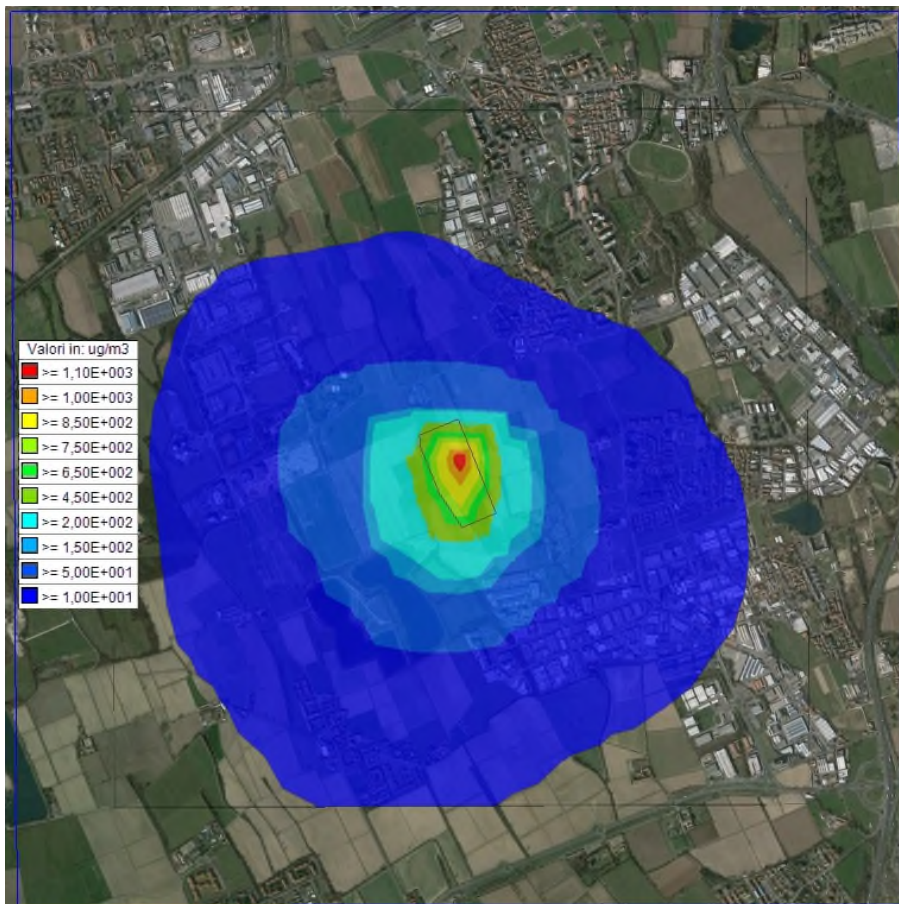 Valori in: ug/m3
>= 1,10E+003
>= 1,00E+003
>= 8,50E+002
>= 7,50E+002
>= 6,50E+002
>= 4,50E+002
>= 2,00E+002
>= 1,50E+002
>= 5,00E+001
>= 1,00E+001